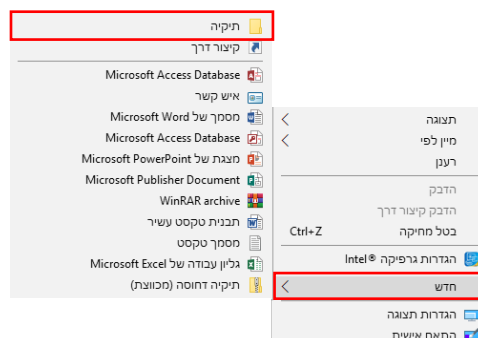 תיקיה
קיצור דרך
Microsoft Access Database
איש קשר
מסמך של Microsoft Word
Microsoft Access Database
מצגת של Microsoft PowerPoint
Microsoft Publisher Document
WinRAR archive
תבנית טקסט עשיר
מסמך טקסט
גליון עבודה של Microsoft Excel
תיקיה דחוסה (מכווצת)
תצוגה
מיין לפי
רענן
הדבק
הדבק קיצור דרך
בטל מחיקה Ctrl+Z
הגדרות גרפיקה Intel®
חדש
הגדרות תצוגה
התאם אישית